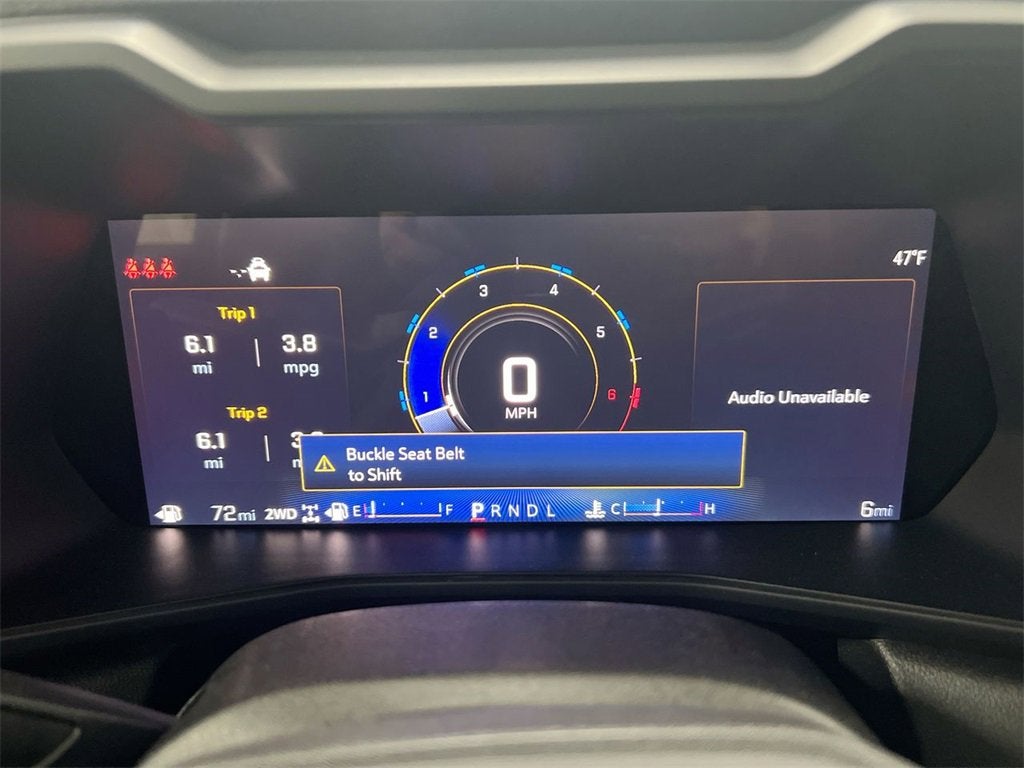 47°F
Trip 1
6.1 3.8
mi mpg
Trip 2
6.1
mi
1
2
3
4
5
6
0
MPH
Audio Unavailable
Buckle Seat Belt
to Shift
72mi 2WD E F P R N D L C H 6mi